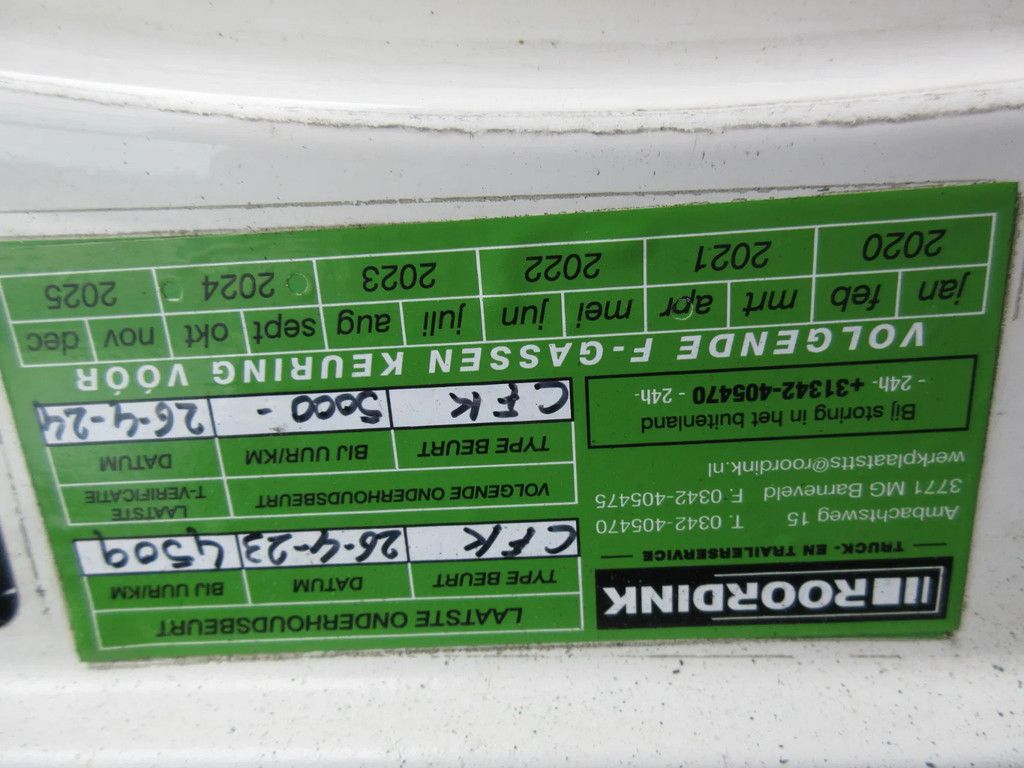 ROORDINK
TRUCK- EN TRAILERSERVICE
Ambachtsweg 15 T. 0342-405470
3771 MG Barneveld F. 0342-405475
werkplaatstts@roordink.nl
Bij storing in het buitenland
- 24h- +31342-405470 - 24h-
LAATSTE ONDERHOUDSBEURT
TYPE BEURT DATUM BIJ UUR/KM
CFK 26-4-23 4509
VOLGENDE ONDERHOUDSBEURT LAATSTE T-VERIFICATIE
TYPE BEURT BIJ UUR/KM DATUM
CFK 5000 - 26-4-24
VOLGENDE F-GASSEN KEURING VÓÓR
jan feb mrt apr mei jun juli aug sept okt nov dec
2020 2021 2022 2023 2024 2025